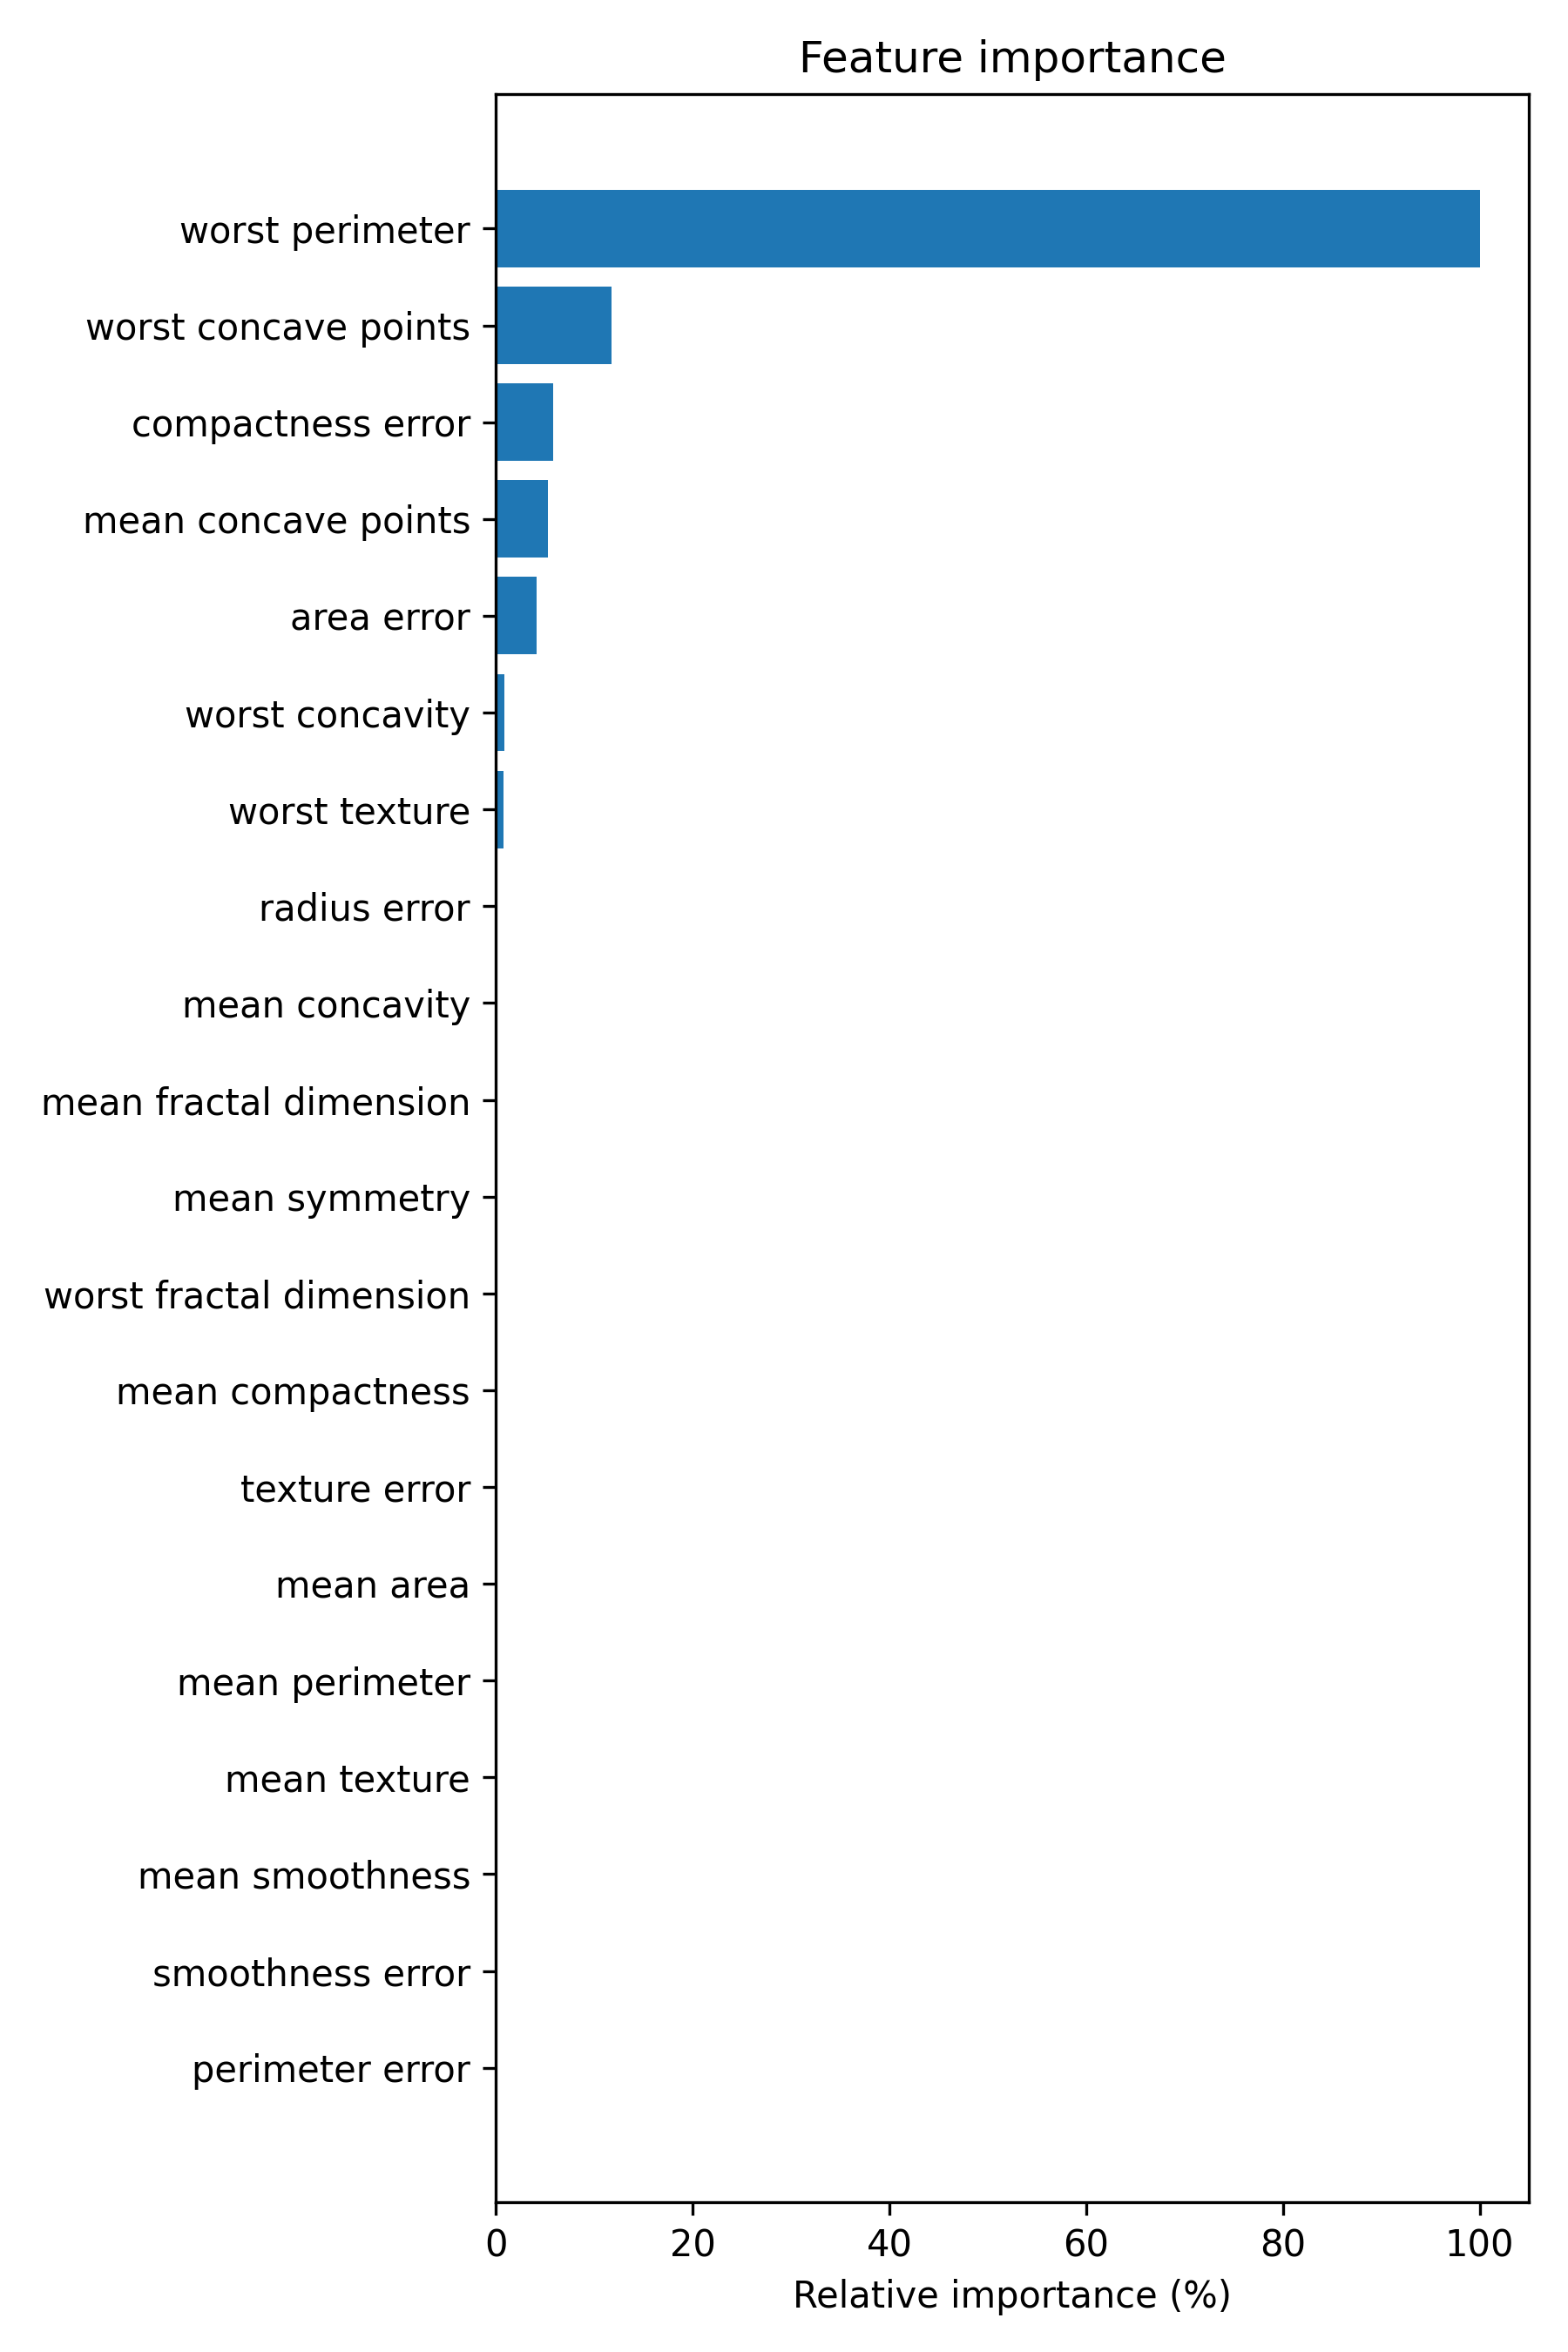 Feature importance
worst perimeter
worst concave points
compactness error
mean concave points
area error
worst concavity
worst texture
radius error
mean concavity
mean fractal dimension
mean symmetry
worst fractal dimension
mean compactness
texture error
mean area
mean perimeter
mean texture
mean smoothness
smoothness error
perimeter error
0 20 40 60 80 100
Relative importance (%)